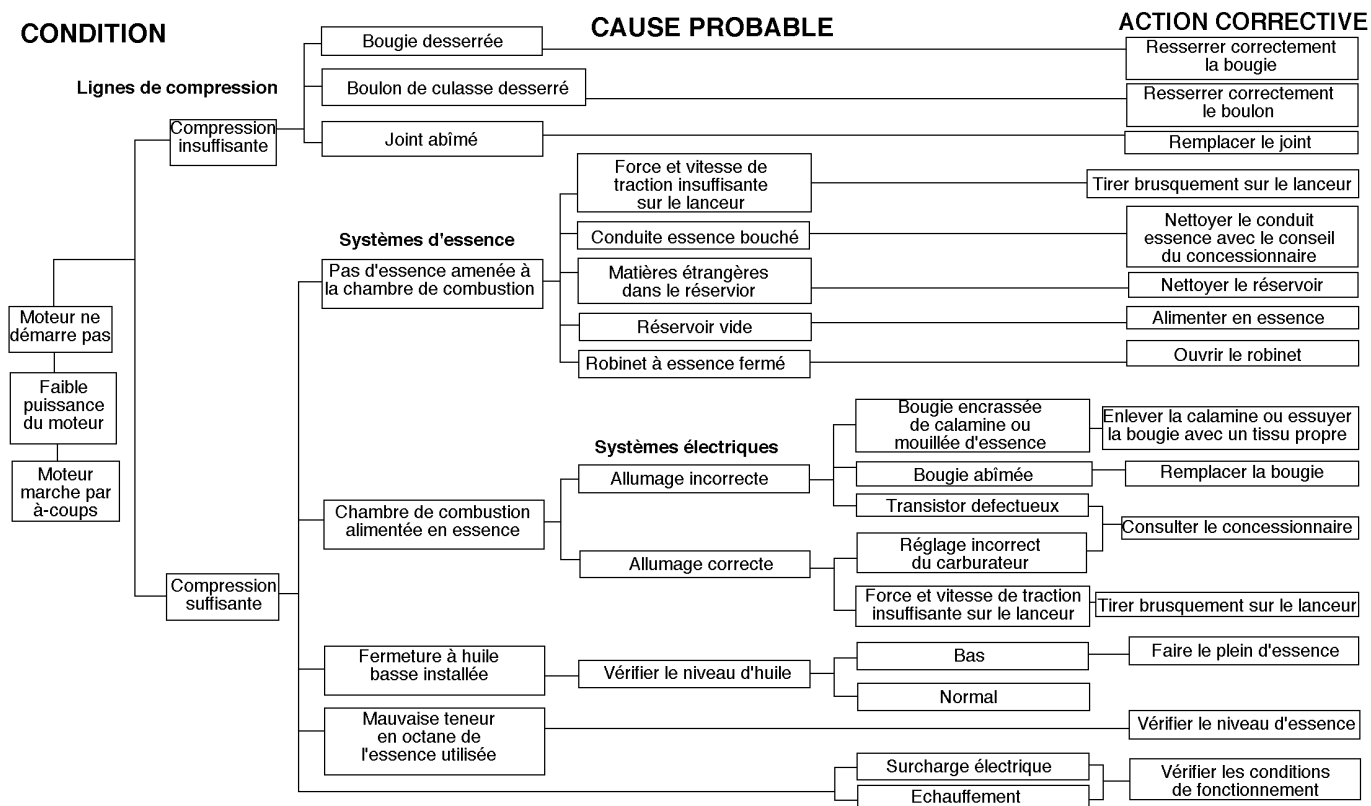 CONDITION
CAUSE PROBABLE
ACTION CORRECTIVE
Bougie desserrée
Resserrer correctement
la bougie
Lignes de compression
Boulon de culasse desserré
Resserrer correctement
le boulon
Compression
insuffisante
Joint abîmé
Remplacer le joint
Force et vitesse de
traction insuffisante
sur le lanceur
Tirer brusquement sur le lanceur
Systèmes d'essence
Conduite essence bouché
Nettoyer le conduit
essence avec le conseil
du concessionnaire
Pas d'essence amenée à
la chambre de combustion
Matières étrangères
dans le réservior
Nettoyer le réservoir
Moteur ne
démarre pas
Réservoir vide
Alimenter en essence
Robinet à essence fermé
Ouvrir le robinet
Faible
puissance
du moteur
Bougie encrassée
de calamine ou
mouillée d'essence
Enlever la calamine ou essuyer
la bougie avec un tissu propre
Systèmes électriques
Moteur
marche par
à-coups
Allumage incorrecte
Bougie abîmée
Remplacer la bougie
Chambre de combustion
alimentée en essence
Transistor defectueux
Consulter le concessionnaire
Allumage correcte
Réglage incorrect
du carburateur
Compression
suffisante
Force et vitesse de traction
insuffisante sur le lanceur
Tirer brusquement sur le lanceur
Fermeture à huile
basse installée
Vérifier le niveau d'huile
Bas
Faire le plein d'essence
Normal
Mauvaise teneur
en octane de
l'essence utilisée
Vérifier le niveau d'essence
Surcharge électrique
Vérifier les conditions
de fonctionnement
Echauffement